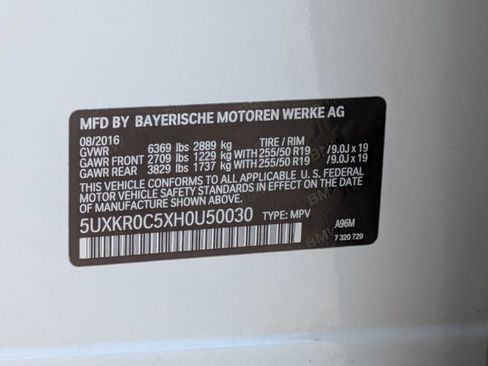 MFD BY BAYERISCHE MOTOREN WERKE AG
08/2016
GVWR 6369 lbs 2889 kg TIRE / RIM
GAWR FRONT 2709 lbs 1229 kg WITH 255/50 R19 /9.0J x 19
GAWR REAR 3829 lbs 1737 kg WITH 255/50 R19 /9.0J x 19
THIS VEHICLE CONFORMS TO ALL APPLICABLE U. S. FEDERAL
MOTOR VEHICLE SAFETY STANDARDS IN EFFECT ON THE DATE
OF MANUFACTURE SHOWN ABOVE.
5UXKR0C5XH0U50030 TYPE: MPV
A96M
7 320 729